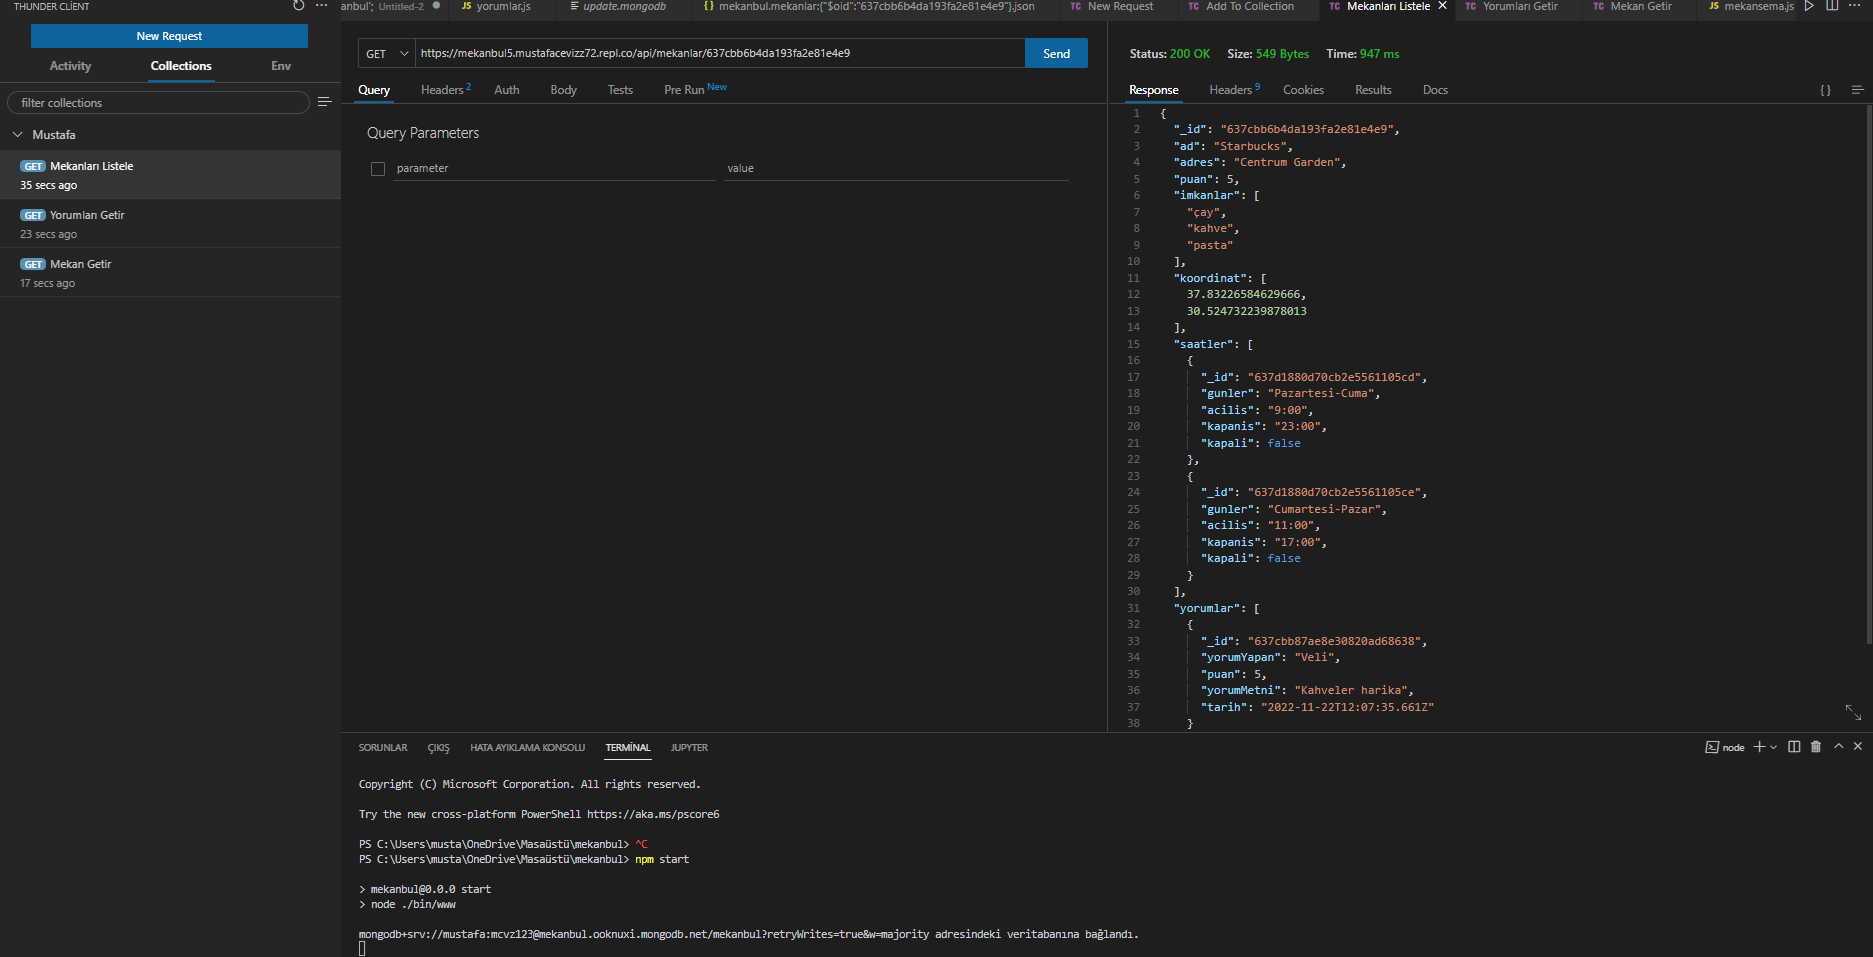 THUNDER CLİENT
New Request
Activity Collections Env
filter collections
Mustafa
GET Mekanları Listele
35 secs ago
GET Yorumları Getir
23 secs ago
GET Mekan Getir
17 secs ago
anbul'; Untitled-2 JS yorumlar.js update.mongodb {} mekanbul.mekanlar:{"$oid":"637cbb6b4da193fa2e81e4e9"}.json TC New Request TC Add To Collection TC Mekanları Listele TC Yorumları Getir TC Mekan Getir JS mekansema.js
GET https://mekanbul5.mustafacevizz72.repl.co/api/mekanlar/637cbb6b4da193fa2e81e4e9 Send
Query Headers 2 Auth Body Tests Pre Run New
Query Parameters
parameter value
Status: 200 OK Size: 549 Bytes Time: 947 ms
Response Headers 9 Cookies Results Docs { }
1 {
2 "_id": "637cbb6b4da193fa2e81e4e9",
3 "ad": "Starbucks",
4 "adres": "Centrum Garden",
5 "puan": 5,
6 "imkanlar": [
7 "çay",
8 "kahve",
9 "pasta"
10 ],
11 "koordinat": [
12 37.83226584629666,
13 30.524732239878013
14 ],
15 "saatler": [
16 {
17 "_id": "637d1880d70cb2e5561105cd",
18 "gunler": "Pazartesi-Cuma",
19 "acilis": "9:00",
20 "kapanis": "23:00",
21 "kapali": false
22 },
23 {
24 "_id": "637d1880d70cb2e5561105ce",
25 "gunler": "Cumartesi-Pazar",
26 "acilis": "11:00",
27 "kapanis": "17:00",
28 "kapali": false
29 }
30 ],
31 "yorumlar": [
32 {
33 "_id": "637cbb87ae8e30820ad68638",
34 "yorumYapan": "Veli",
35 "puan": 5,
36 "yorumMetni": "Kahveler harika",
37 "tarih": "2022-11-22T12:07:35.661Z"
38 }
SORUNLAR ÇIKIŞ HATA AYIKLAMA KONSOLU TERMİNAL JUPYTER node
Copyright (C) Microsoft Corporation. All rights reserved.
Try the new cross-platform PowerShell https://aka.ms/pscore6
PS C:\Users\musta\OneDrive\Masaüstü\mekanbul> ^C
PS C:\Users\musta\OneDrive\Masaüstü\mekanbul> npm start
> mekanbul@0.0.0 start
> node ./bin/www
mongodb+srv://mustafa:mcvz123@mekanbul.ooknuxi.mongodb.net/mekanbul?retryWrites=true&w=majority adresindeki veritabanına bağlandı.